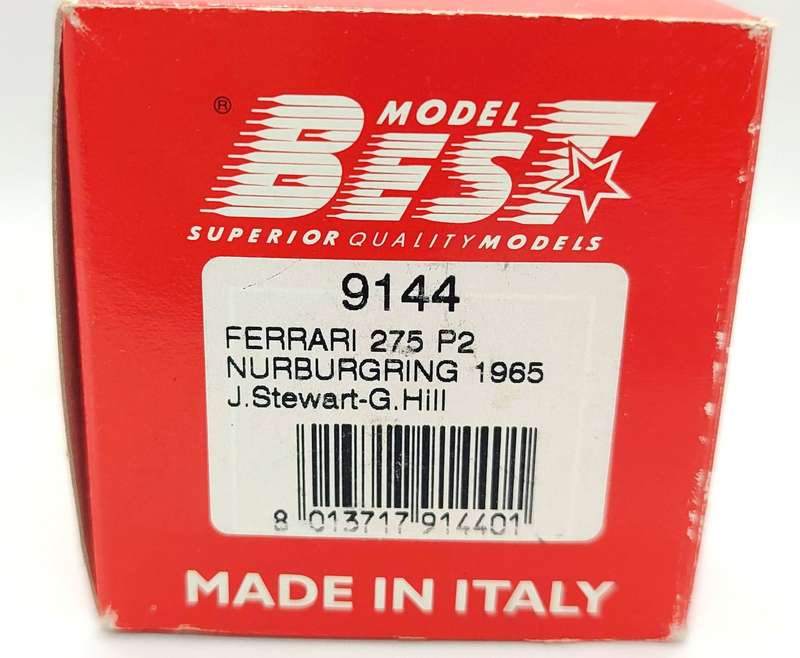 ®
MODEL
BEST
SUPERIOR QUALITY MODELS
9144
FERRARI 275 P2
NURBURGRING 1965
J.Stewart-G.Hill
8 013717 914401
MADE IN ITALY